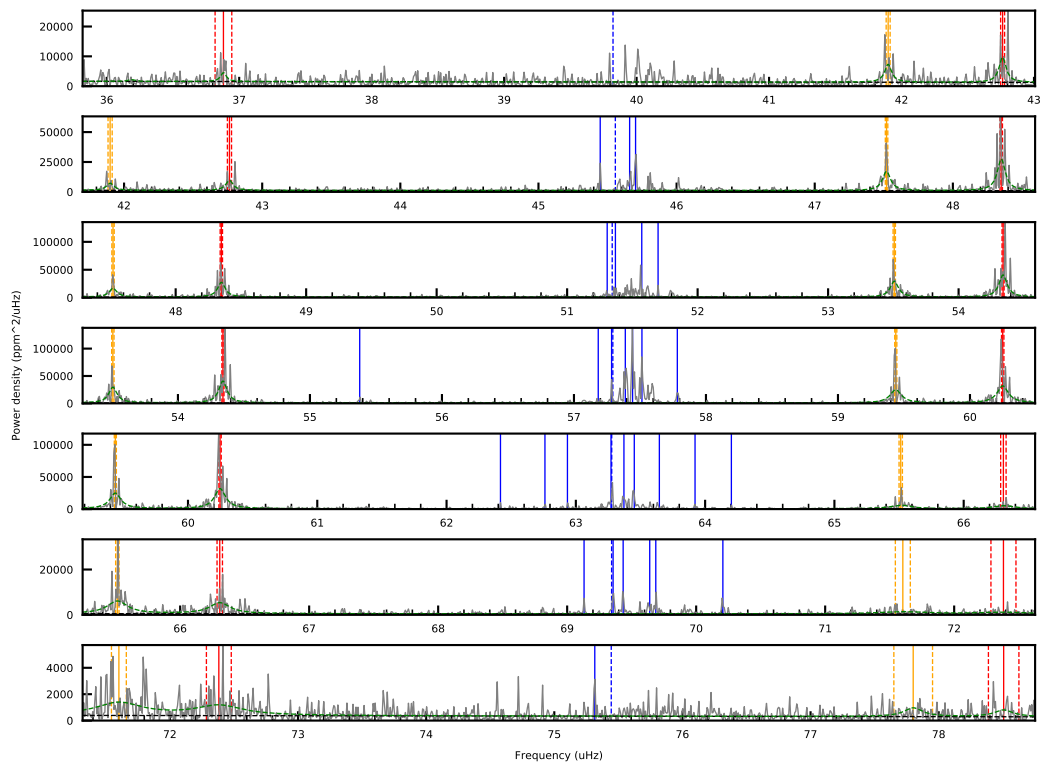 20000
10000
0
36 37 38 39 40 41 42 43
50000
25000
0
42 43 44 45 46 47 48
100000
50000
0
48 49 50 51 52 53 54
100000
50000
0
54 55 56 57 58 59 60
100000
50000
0
60 61 62 63 64 65 66
20000
0
66 67 68 69 70 71 72
4000
2000
0
72 73 74 75 76 77 78
Power density (ppm^2/uHz)
Frequency (uHz)